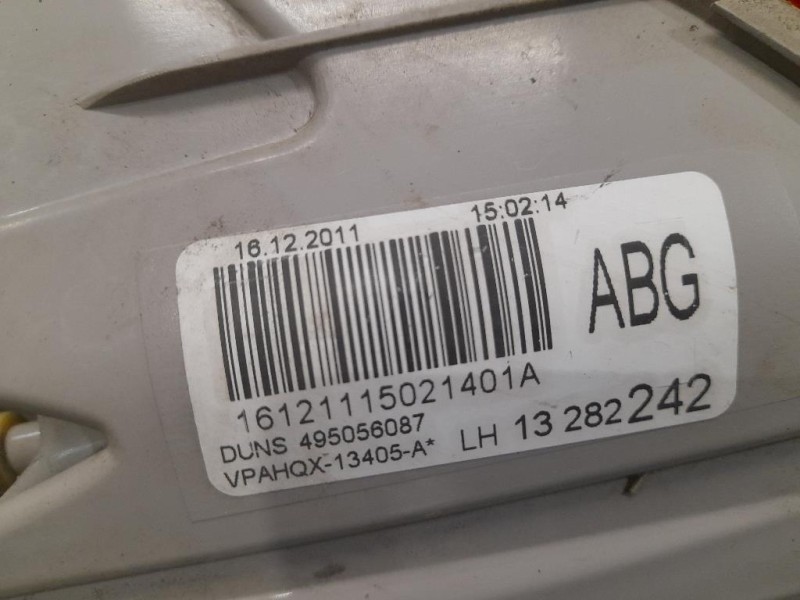 16.12.2011 15:02:14
ABG
16121115021401A
DUNS 495056087
VPAHQX-13405-A*
LH 13 282 242